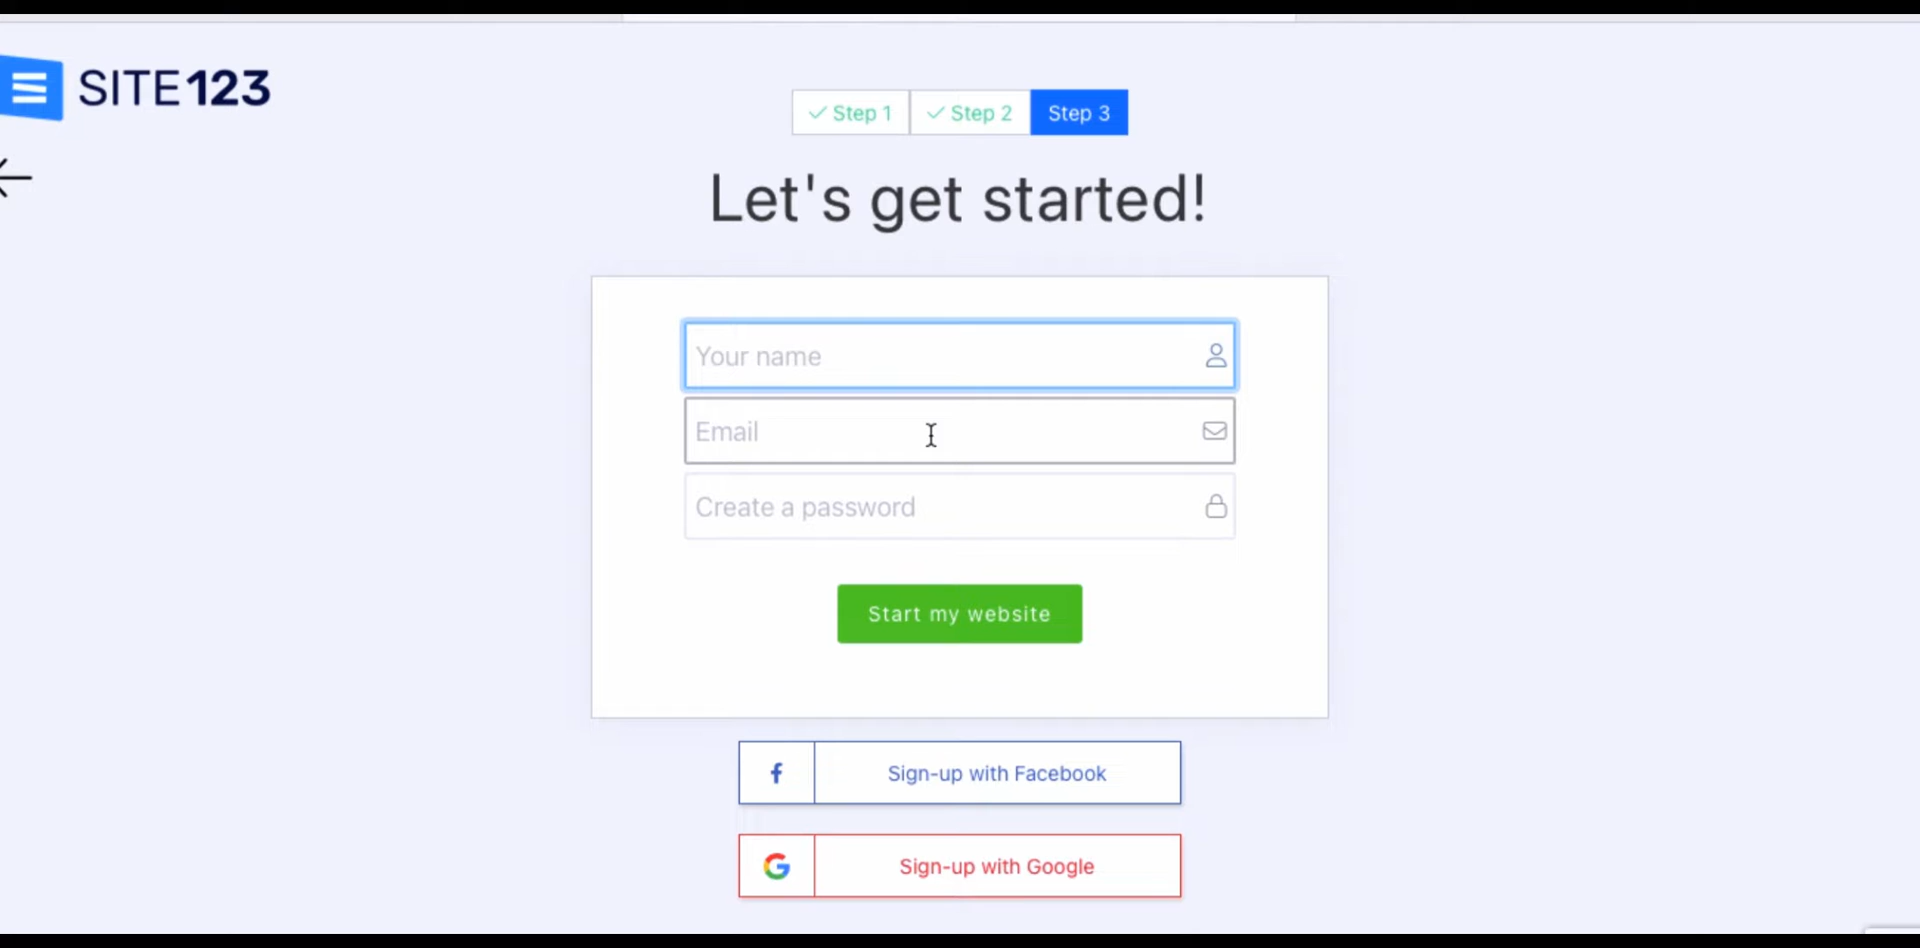 SITE123
Step 1
Step 2
Step 3
Let's get started!
Your name
Email
Create a password
Start my website
Sign-up with Facebook
Sign-up with Google